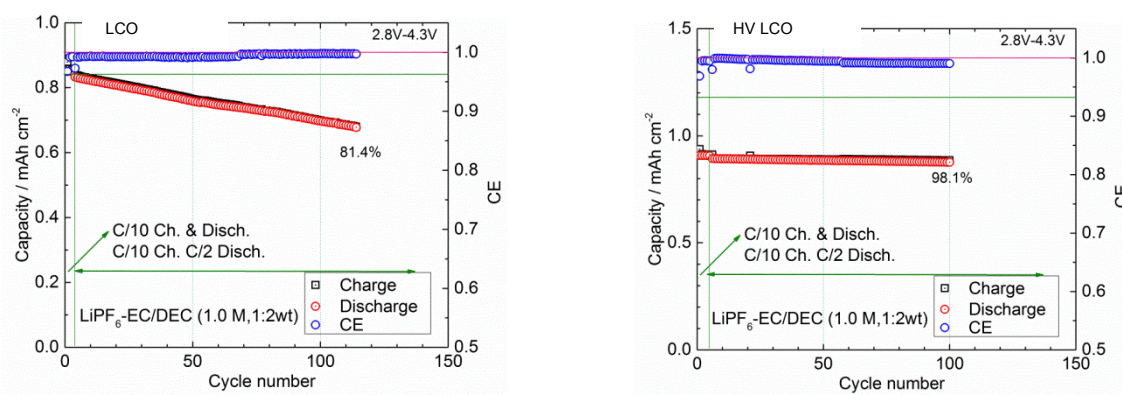 LCO
2.8V-4.3V
1.0
0.8
0.6
0.4
0.2
0.0
Capacity / mAh cm-2
1.0
0.9
0.8
0.7
0.6
0.5
CE
81.4%
C/10 Ch. & Disch.
C/10 Ch. C/2 Disch.
Charge
Discharge
CE
LiPF6-EC/DEC (1.0 M,1:2wt)
0 50 100 150
Cycle number
HV LCO
2.8V-4.3V
1.5
1.0
0.5
0.0
Capacity / mAh cm-2
1.0
0.9
0.8
0.7
0.6
0.5
CE
98.1%
C/10 Ch. & Disch.
C/10 Ch. C/2 Disch.
Charge
Discharge
CE
LiPF6-EC/DEC (1.0 M,1:2wt)
0 50 100 150
Cycle number